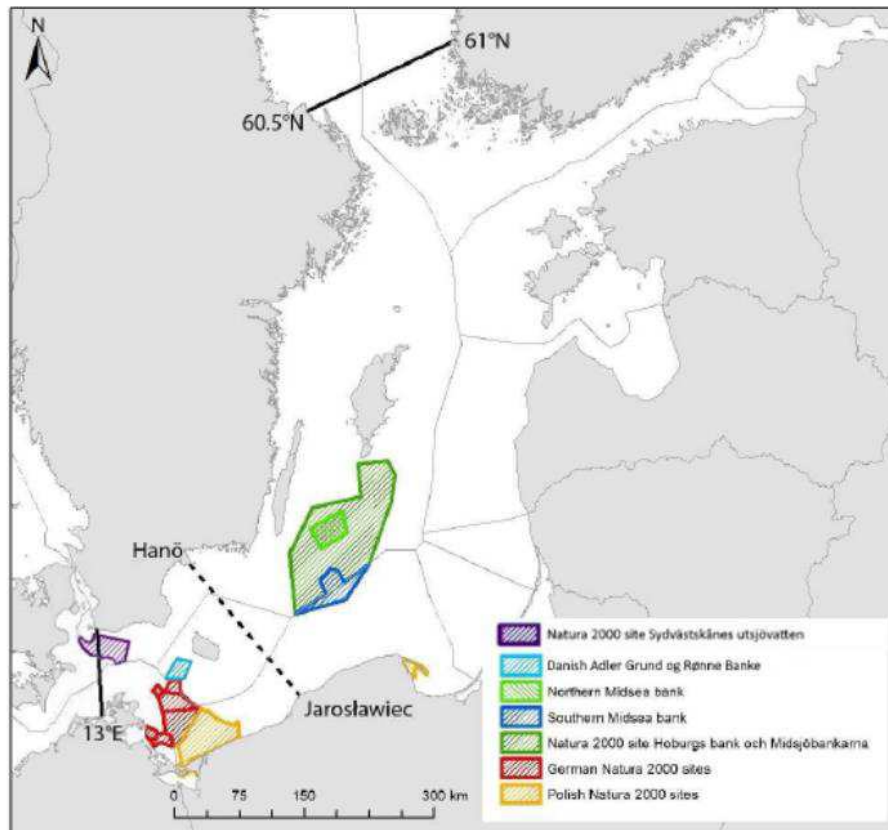 N
61°N
60.5°N
Hanö
Jarosławiec
13°E
0 75 150 300 km
Natura 2000 site Sydvästskånes utsjövatten
Danish Adler Grund og Rønne Banke
Northern Midsea bank
Southern Midsea bank
Natura 2000 site Hoburgs bank och Midsjöbankarna
German Natura 2000 sites
Polish Natura 2000 sites